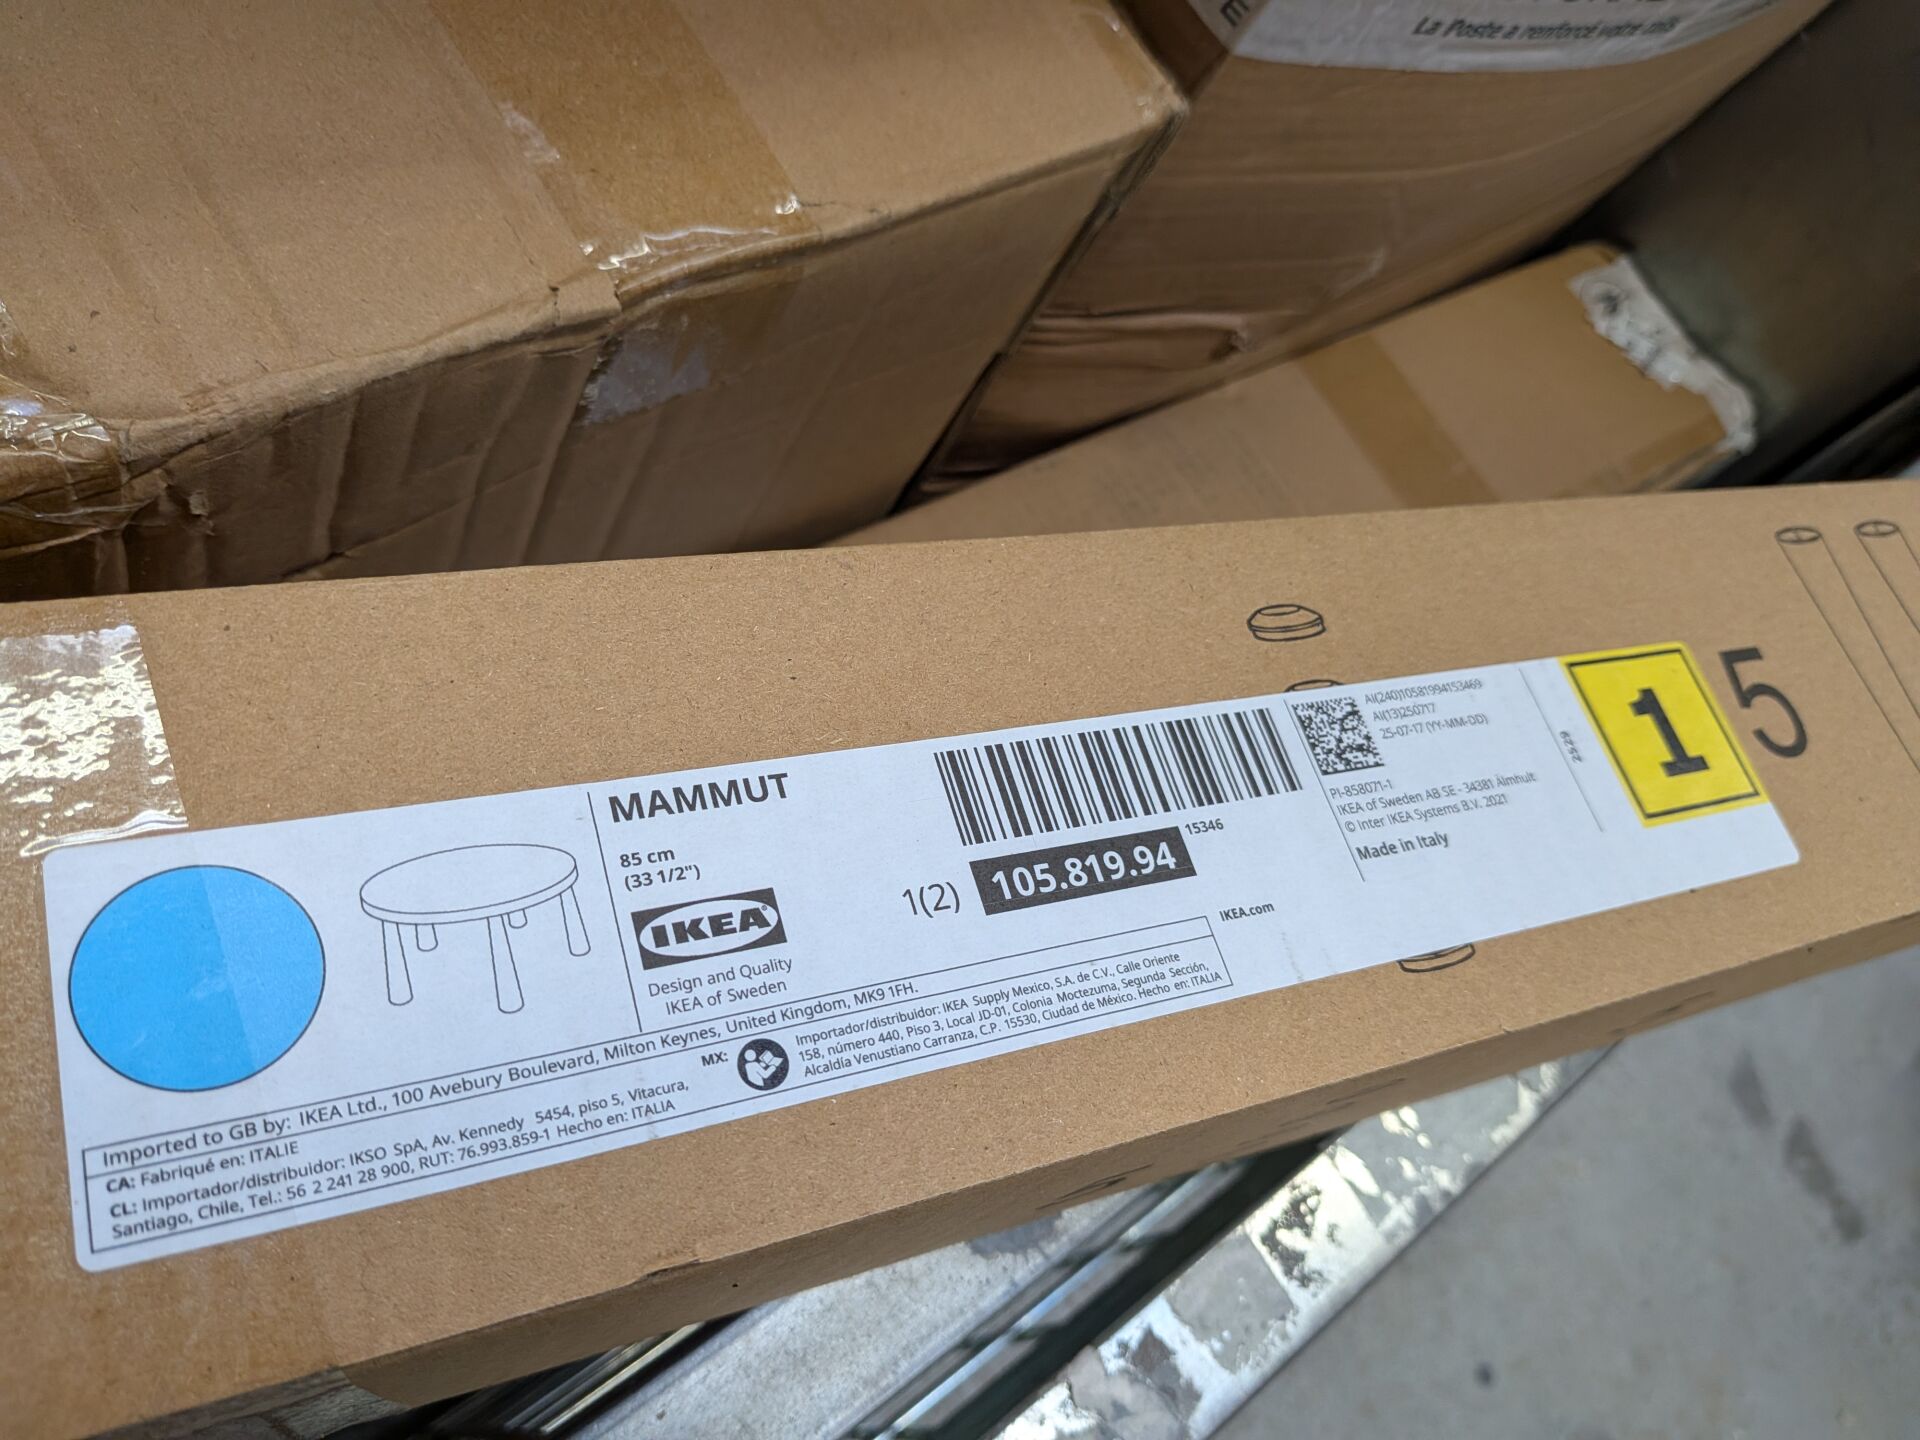 La Poste a renforcé votre colis
MAMMUT
85 cm
(33 1/2")
IKEA
Design and Quality
IKEA of Sweden
15346
1(2)
105.819.94
AI(240)10581994153469
AI(13)250717
25-07-17 (YY-MM-DD)
PI-858071-1
IKEA of Sweden AB SE - 34381 Älmhult
© Inter IKEA Systems B.V. 2021
Made in Italy
2529
1
5
IKEA.com
Imported to GB by: IKEA Ltd., 100 Avebury Boulevard, Milton Keynes, United Kingdom, MK9 1FH.
CA: Fabriqué en: ITALIE
CL: Importador/distribuidor: IKSO SpA, Av. Kennedy 5454, piso 5, Vitacura,
Santiago, Chile, Tel.: 56 2 241 28 900, RUT: 76.993.859-1 Hecho en: ITALIA
MX:
Importador/distribuidor: IKEA Supply Mexico, S.A. de C.V., Calle Oriente
158, número 440, Piso 3, Local JD-01, Colonia Moctezuma, Segunda Sección,
Alcaldía Venustiano Carranza, C.P. 15530, Ciudad de México. Hecho en: ITALIA